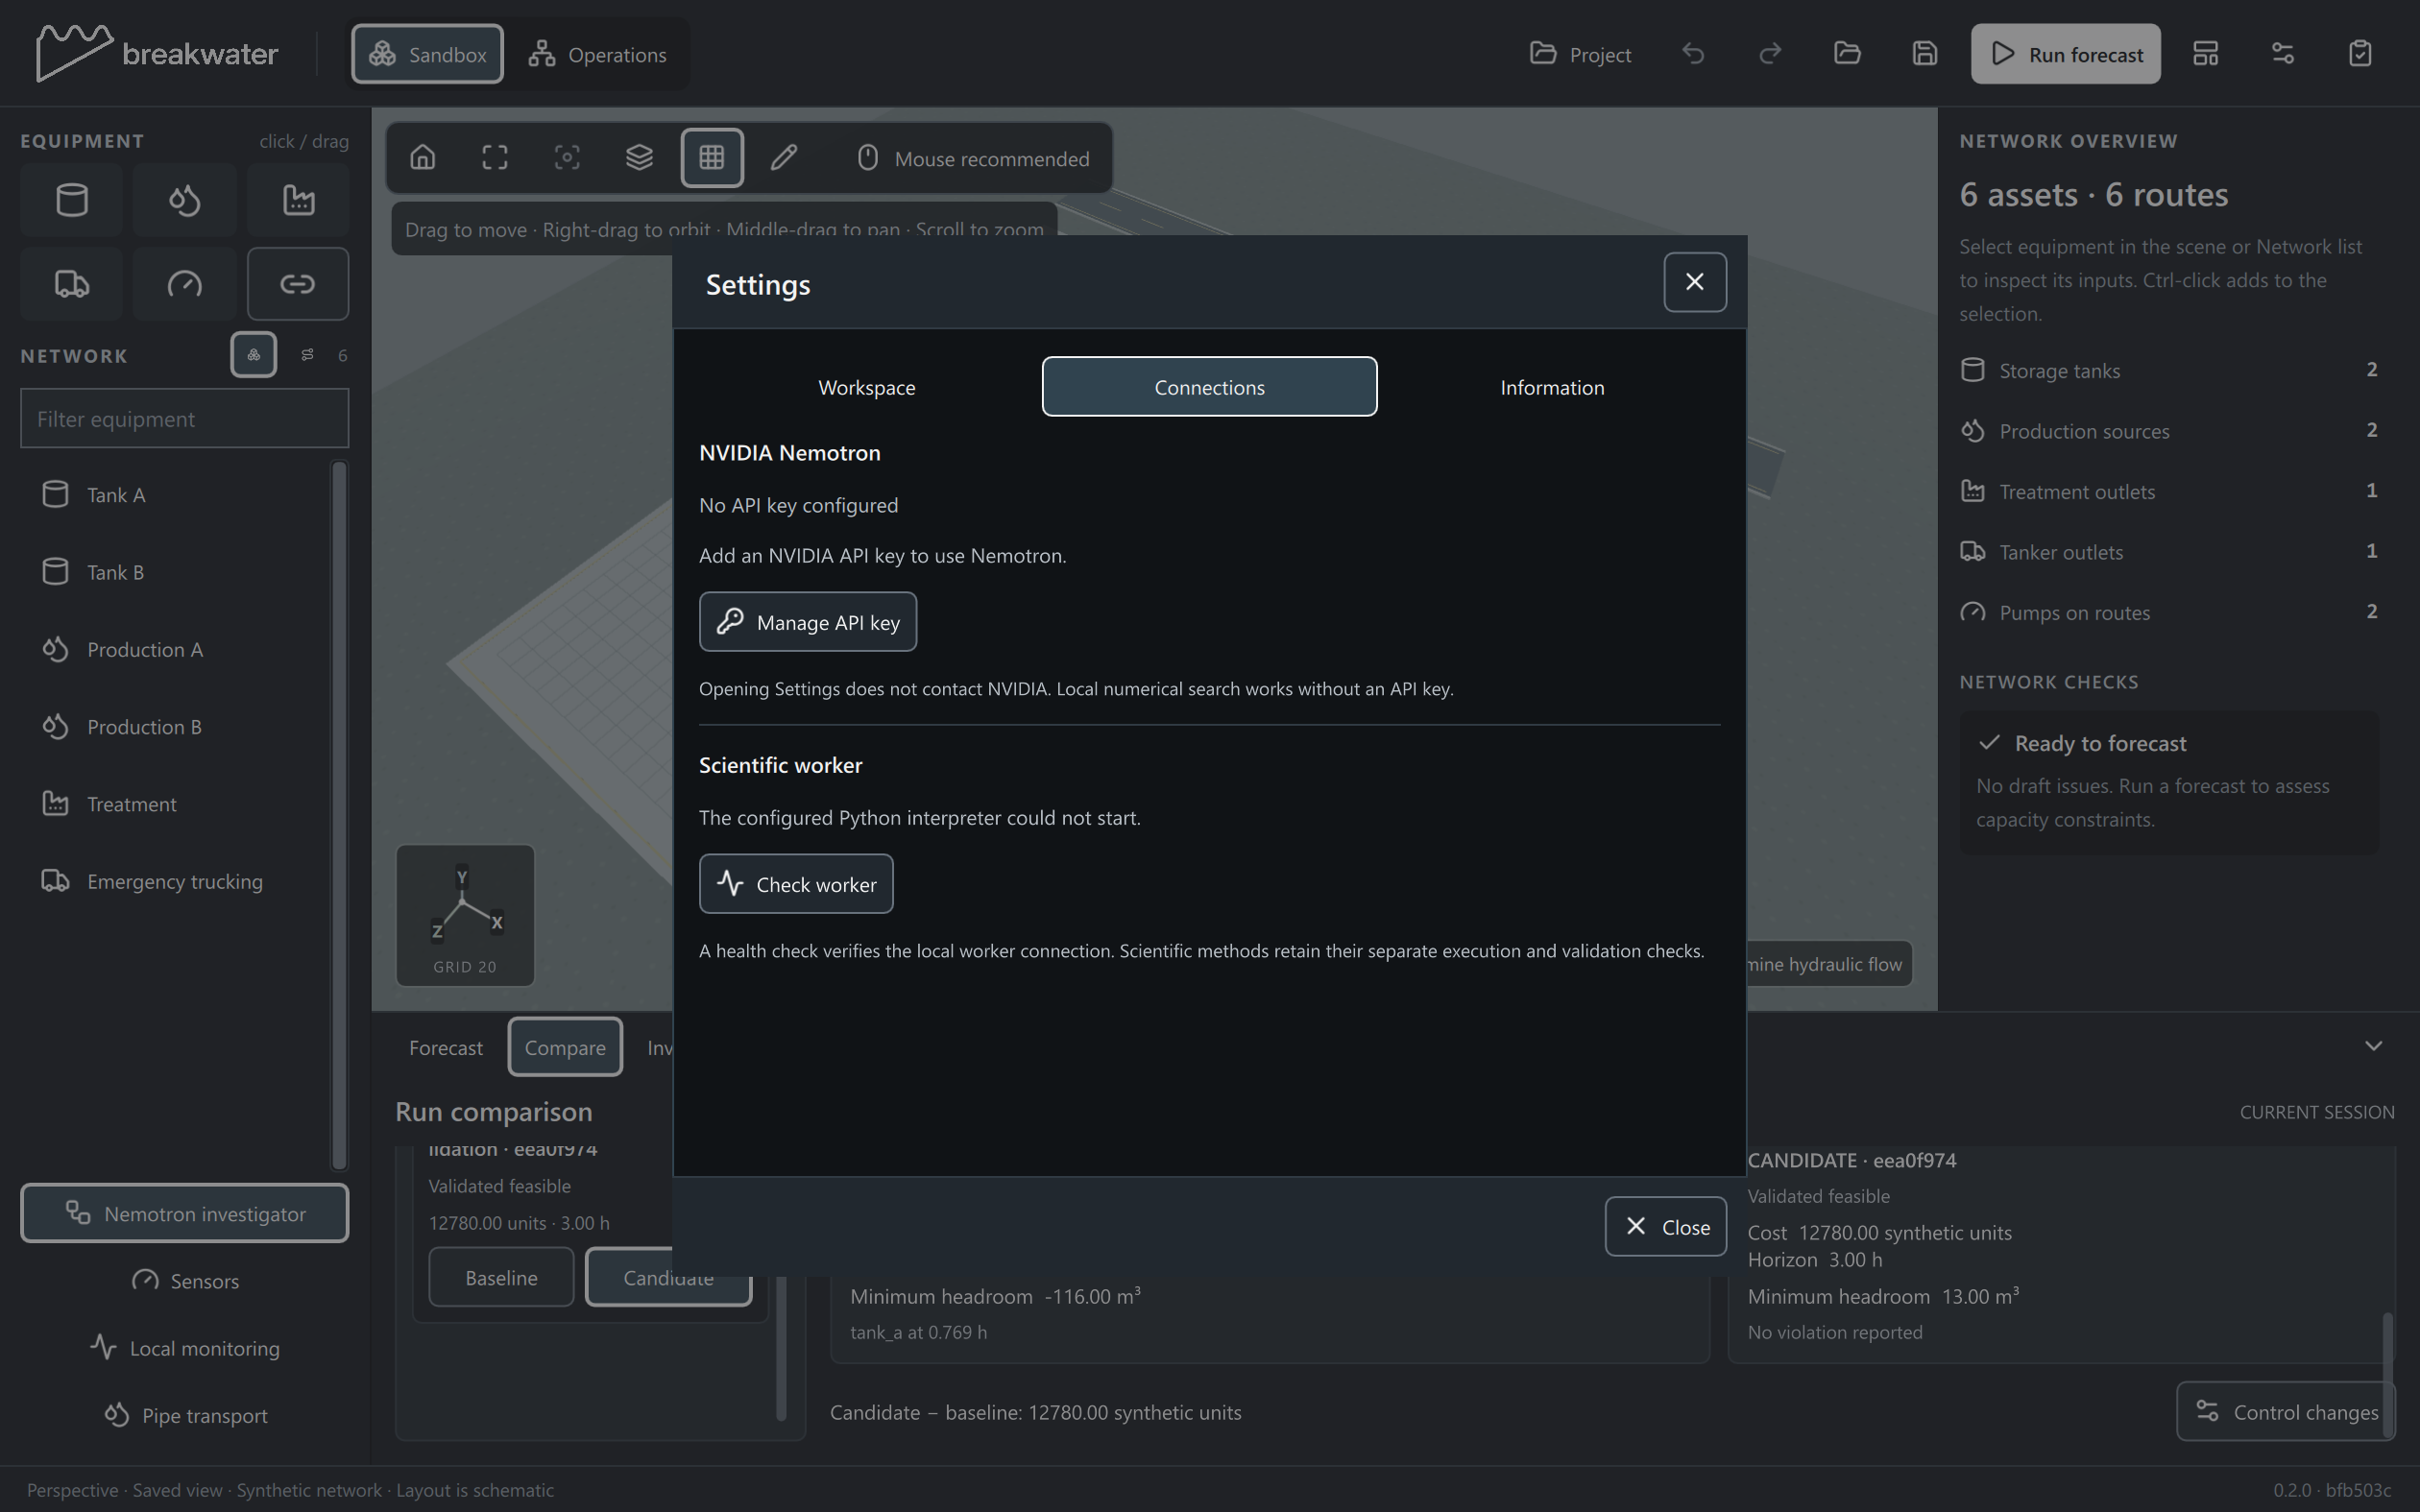 breakwater
Sandbox
Operations
Project
Run forecast
EQUIPMENT
click / drag
NETWORK
6
Filter equipment
Tank A
Tank B
Production A
Production B
Treatment
Emergency trucking
Nemotron investigator
Sensors
Local monitoring
Pipe transport
Mouse recommended
Drag to move · Right-drag to orbit · Middle-drag to pan · Scroll to zoom
Y
X
Z
GRID 20
Settings
Workspace
Connections
Information
NVIDIA Nemotron
No API key configured
Add an NVIDIA API key to use Nemotron.
Manage API key
Opening Settings does not contact NVIDIA. Local numerical search works without an API key.
Scientific worker
The configured Python interpreter could not start.
Check worker
A health check verifies the local worker connection. Scientific methods retain their separate execution and validation checks.
Close
mine hydraulic flow
NETWORK OVERVIEW
6 assets · 6 routes
Select equipment in the scene or Network list
to inspect its inputs. Ctrl-click adds to the
selection.
Storage tanks 2
Production sources 2
Treatment outlets 1
Tanker outlets 1
Pumps on routes 2
NETWORK CHECKS
Ready to forecast
No draft issues. Run a forecast to assess
capacity constraints.
Forecast
Compare
Inv
Run comparison
CURRENT SESSION
lidation · eea0f974
Validated feasible
12780.00 units · 3.00 h
Baseline
Candidate
Minimum headroom -116.00 m³
tank_a at 0.769 h
CANDIDATE · eea0f974
Validated feasible
Cost 12780.00 synthetic units
Horizon 3.00 h
Minimum headroom 13.00 m³
No violation reported
Candidate – baseline: 12780.00 synthetic units
Control changes
Perspective · Saved view · Synthetic network · Layout is schematic
0.2.0 · bfb503c